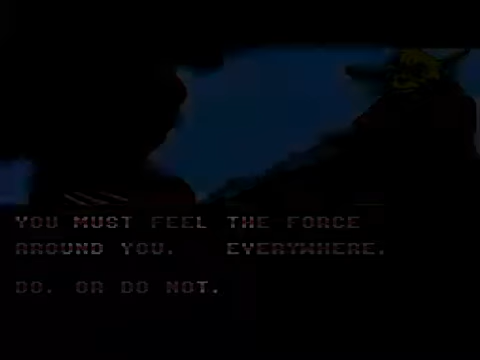 YOU MUST FEEL THE FORCE
AROUND YOU. EVERYWHERE.
DO. OR DO NOT.